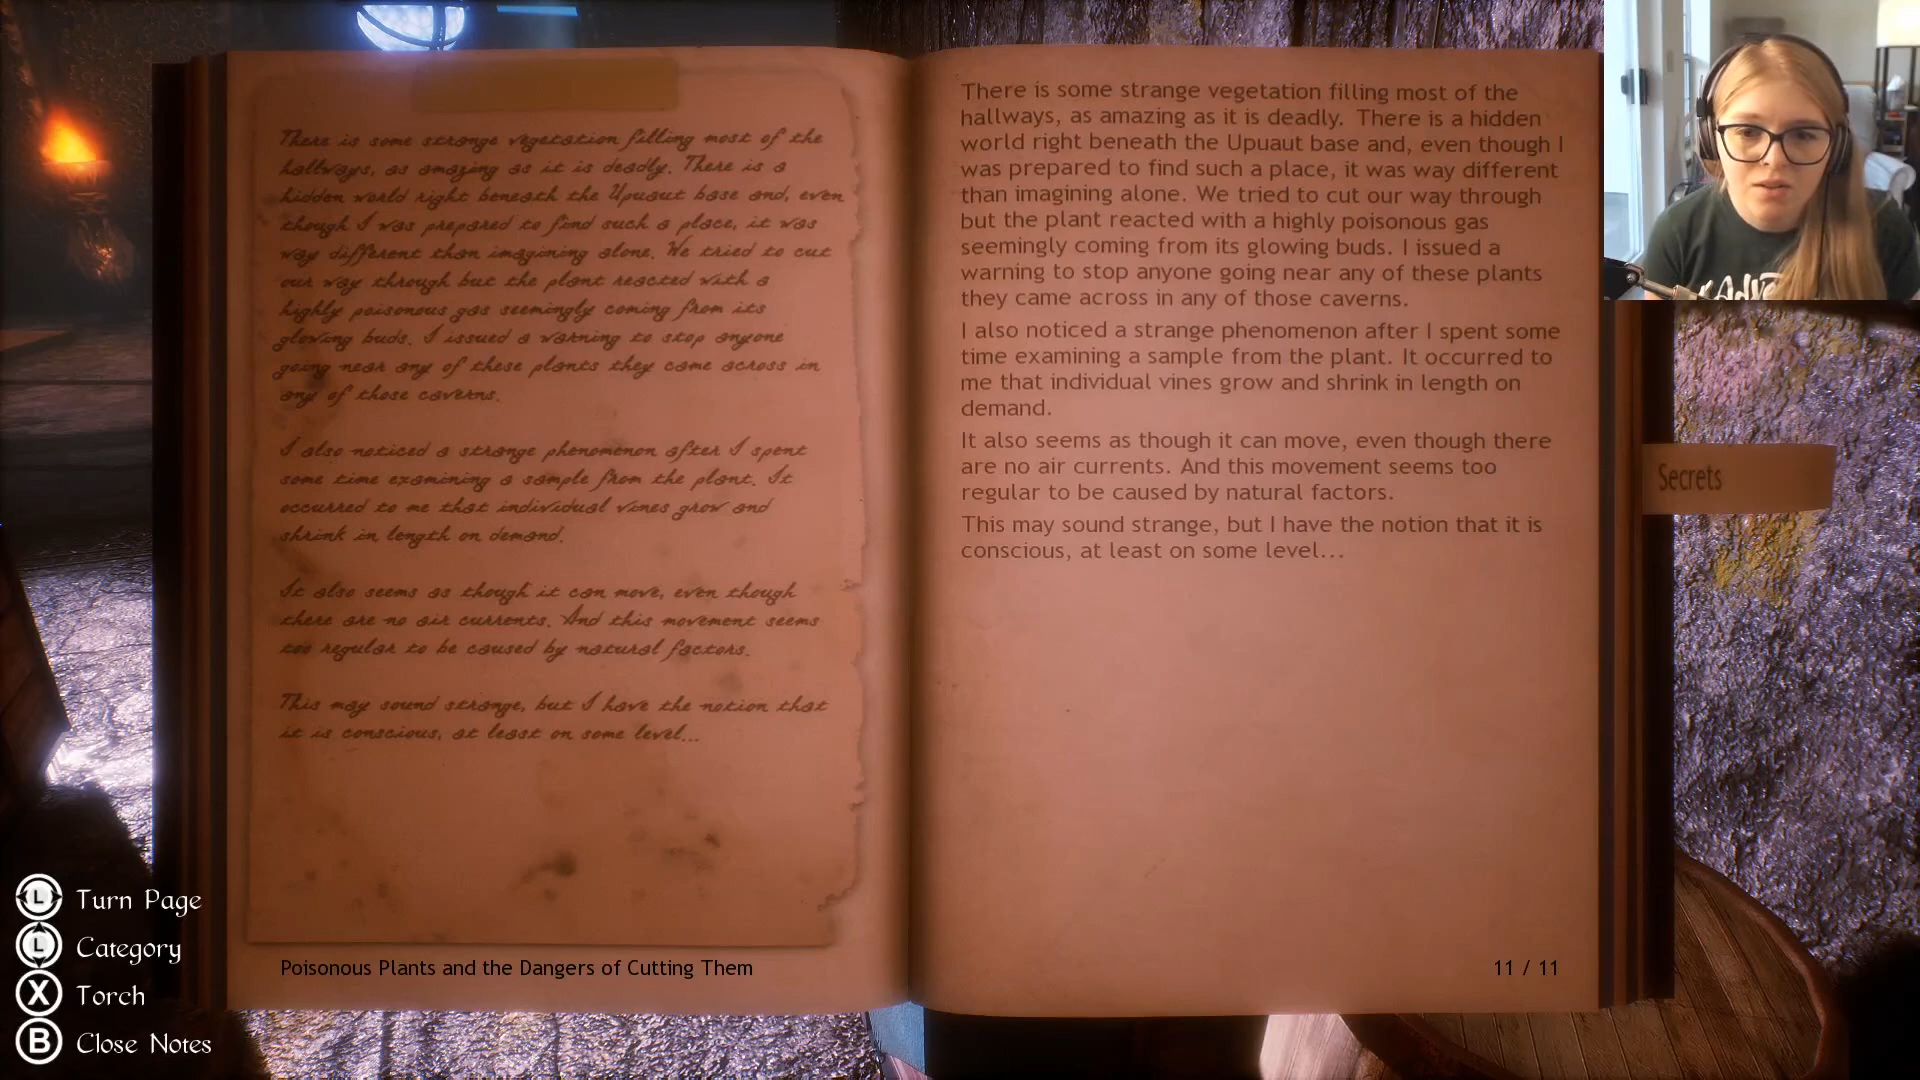 There is some strange vegetation filling most of the
hallways, as amazing as it is deadly. There is a
hidden world right beneath the Upuaut base and, even
though I was prepared to find such a place, it was
way different than imagining alone. We tried to cut
our way through but the plant reacted with a
highly poisonous gas seemingly coming from its
glowing buds. I issued a warning to stop anyone
going near any of these plants they came across in
any of those caverns.
I also noticed a strange phenomenon after I spent
some time examining a sample from the plant. It
occurred to me that individual vines grow and
shrink in length on demand.
It also seems as though it can move, even though
there are no air currents. And this movement seems
too regular to be caused by natural factors.
This may sound strange, but I have the notion that
it is conscious, at least on some level...
Poisonous Plants and the Dangers of Cutting Them
There is some strange vegetation filling most of the
hallways, as amazing as it is deadly. There is a hidden
world right beneath the Upuaut base and, even though I
was prepared to find such a place, it was way different
than imagining alone. We tried to cut our way through
but the plant reacted with a highly poisonous gas
seemingly coming from its glowing buds. I issued a
warning to stop anyone going near any of these plants
they came across in any of those caverns.
I also noticed a strange phenomenon after I spent some
time examining a sample from the plant. It occurred to
me that individual vines grow and shrink in length on
demand.
It also seems as though it can move, even though there
are no air currents. And this movement seems too
regular to be caused by natural factors.
This may sound strange, but I have the notion that it is
conscious, at least on some level...
11 / 11
Secrets
L Turn Page
L Category
X Torch
B Close Notes